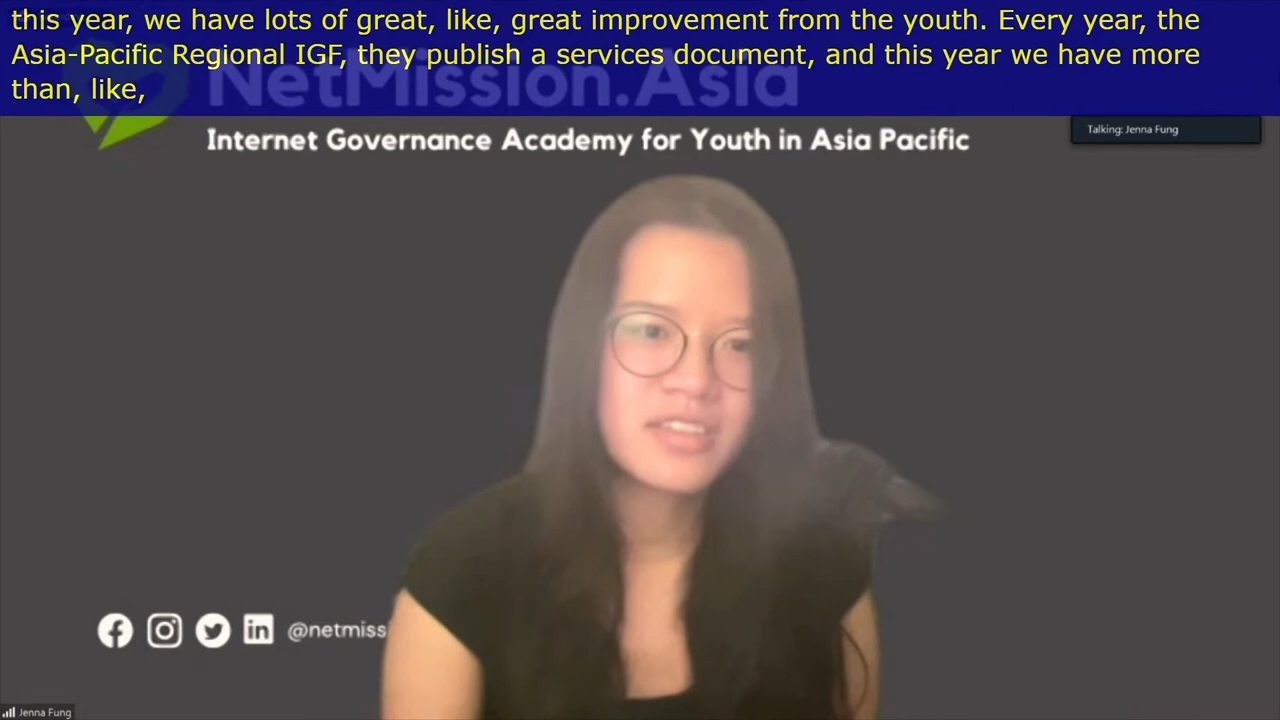 this year, we have lots of great, like, great improvement from the youth. Every year, the
Asia-Pacific Regional IGF, they publish a services document, and this year we have more
than, like,
NetMission.Asia
Internet Governance Academy for Youth in Asia Pacific
Talking: Jenna Fung
@netmiss
Jenna Fung